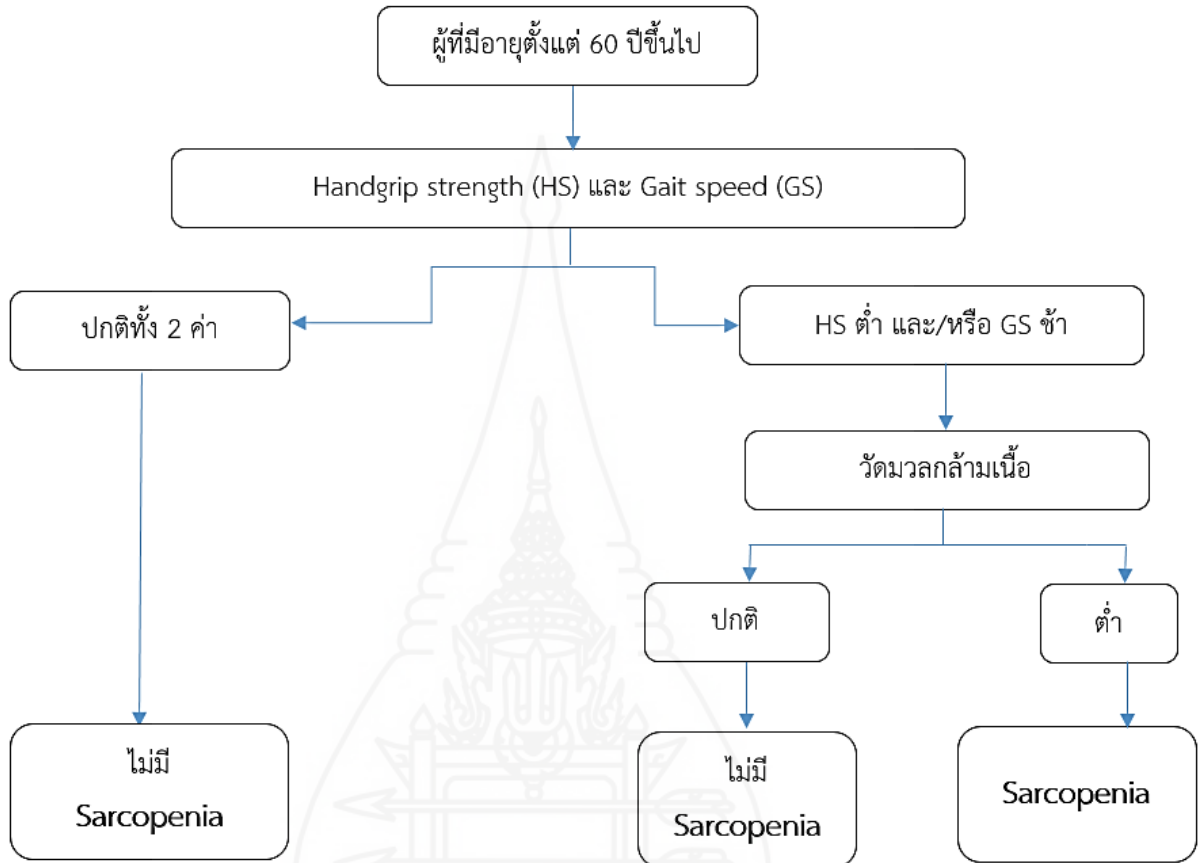 ผู้ที่มีอายุตั้งแต่ 60 ปีขึ้นไป
Handgrip strength (HS) และ Gait speed (GS)
ปกติทั้ง 2 ค่า
HS ต่ำ และ/หรือ GS ช้า
วัดมวลกล้ามเนื้อ
ปกติ
ต่ำ
ไม่มี
Sarcopenia
ไม่มี
Sarcopenia
Sarcopenia